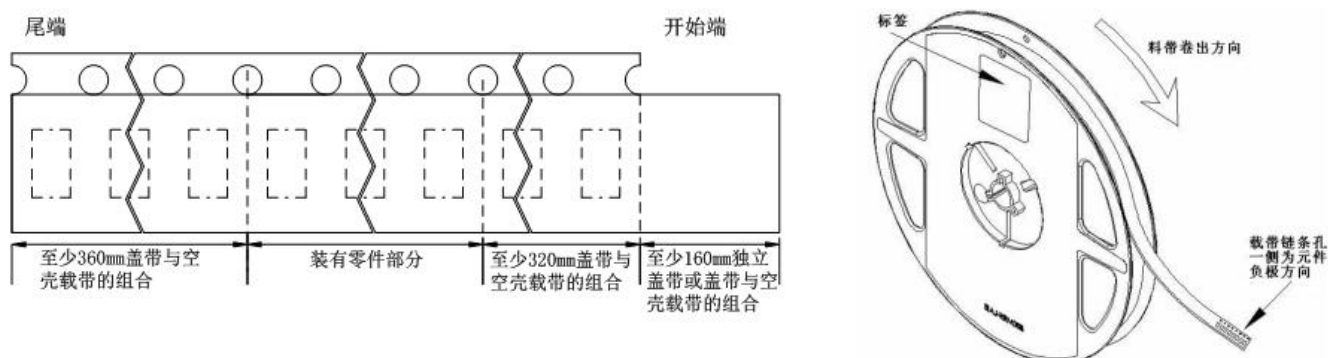 尾端
开始端
至少360mm盖带与空
壳载带的组合
装有零件部分
至少320mm盖带与
空壳载带的组合
至少160mm独立
盖带或盖带与空
壳载带的组合
标签
料带卷出方向
载带链条孔
一侧为元件
负极方向